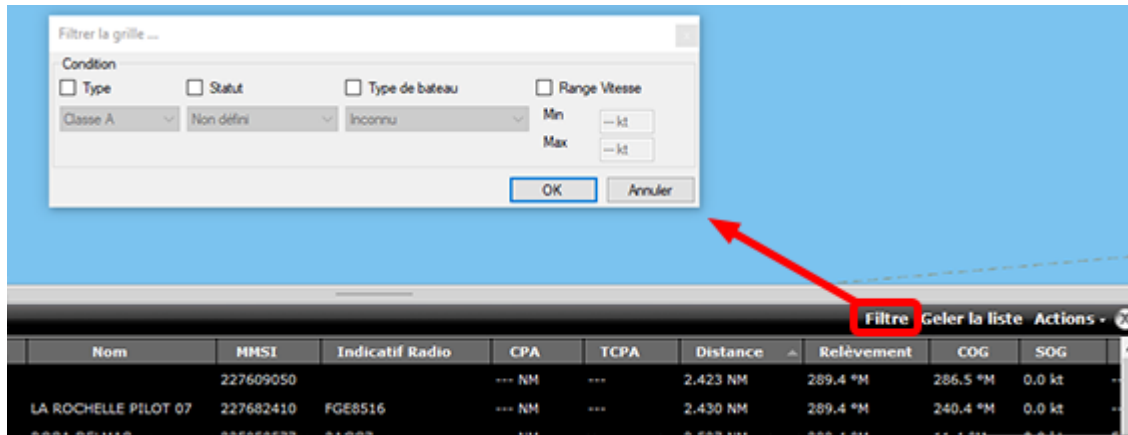 Filtrer la grille ...
Condition
Type Statut Type de bateau Range Vitesse
Classe A Non défini Inconnu Min --- kt
Max --- kt
OK Annuler
Filtre Geler la liste Actions
Nom MMSI Indicatif Radio CPA TCPA Distance Relèvement COG SOG
227609050 --- NM --- 2.423 NM 289.4 °M 286.5 °M 0.0 kt --
LA ROCHELLE PILOT 07 227682410 FGE8516 --- NM --- 2.430 NM 289.4 °M 240.4 °M 0.0 kt --